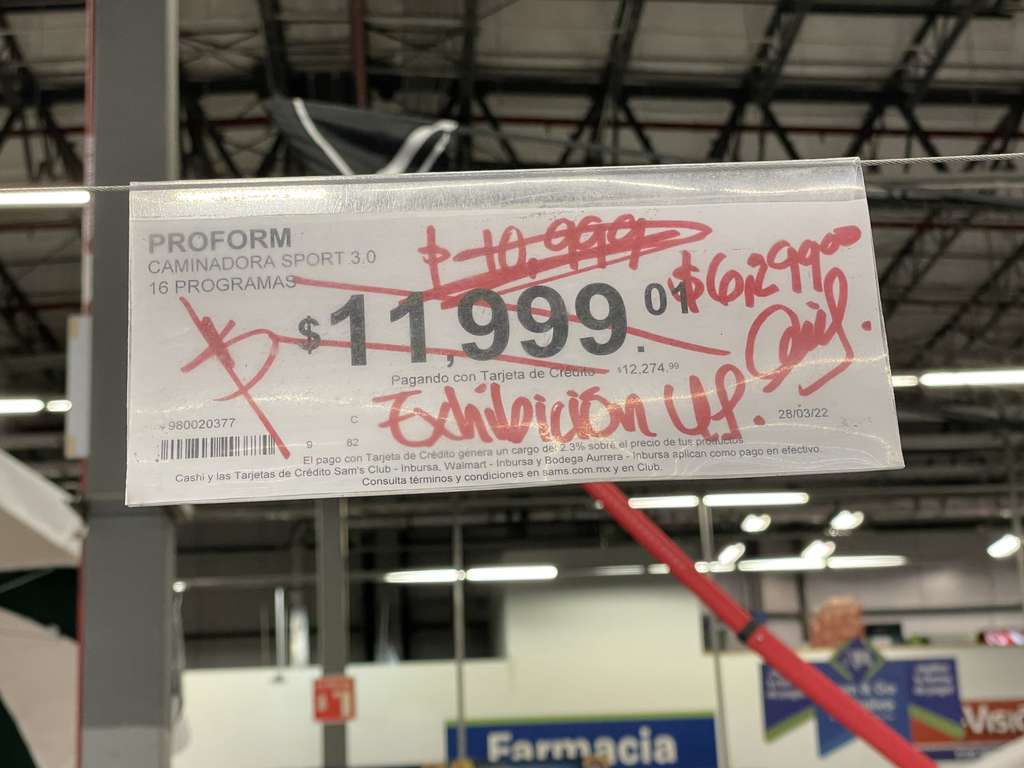 PROFORM
CAMINADORA SPORT 3.0
16 PROGRAMAS
$10,999
$11,999.01
$6,299.00
Pagando con Tarjeta de Crédito $12,274.99
Exhibición
980020377
C
28/03/22
9 82
El pago con Tarjeta de Crédito genera un cargo del 2.3% sobre el precio de tus productos
Cashi y las Tarjetas de Crédito Sam's Club - Inbursa, Walmart - Inbursa y Bodega Aurrera - Inbursa aplican como pago en efectivo.
Consulta términos y condiciones en sams.com.mx y en Club.
Farmacia